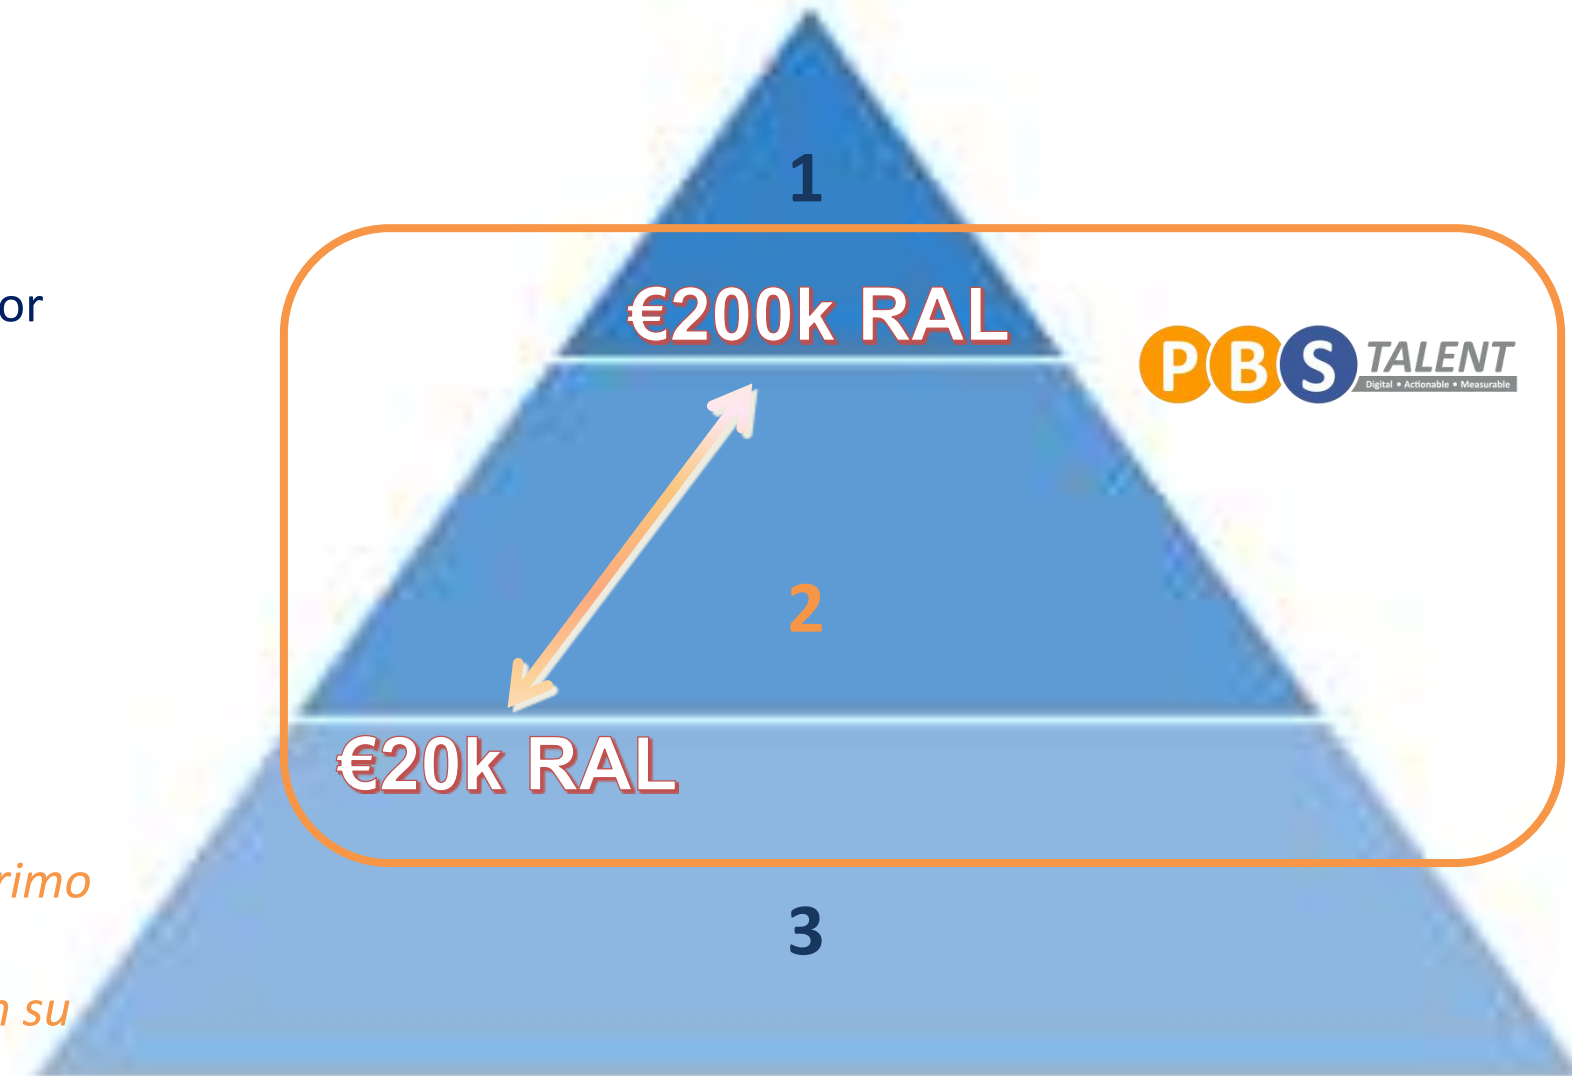 1
or
€200k RAL
PBS TALENT
Digital • Actionable • Measurable
2
€20k RAL
rimo
3
su